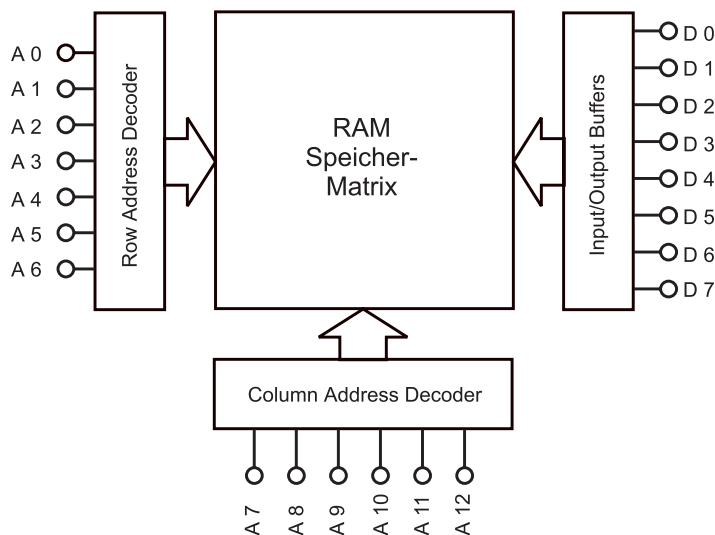 A 0
A 1
A 2
A 3
A 4
A 5
A 6
Row Address Decoder
RAM
Speicher-
Matrix
Input/Output Buffers
D 0
D 1
D 2
D 3
D 4
D 5
D 6
D 7
Column Address Decoder
A 7
A 8
A 9
A 10
A 11
A 12